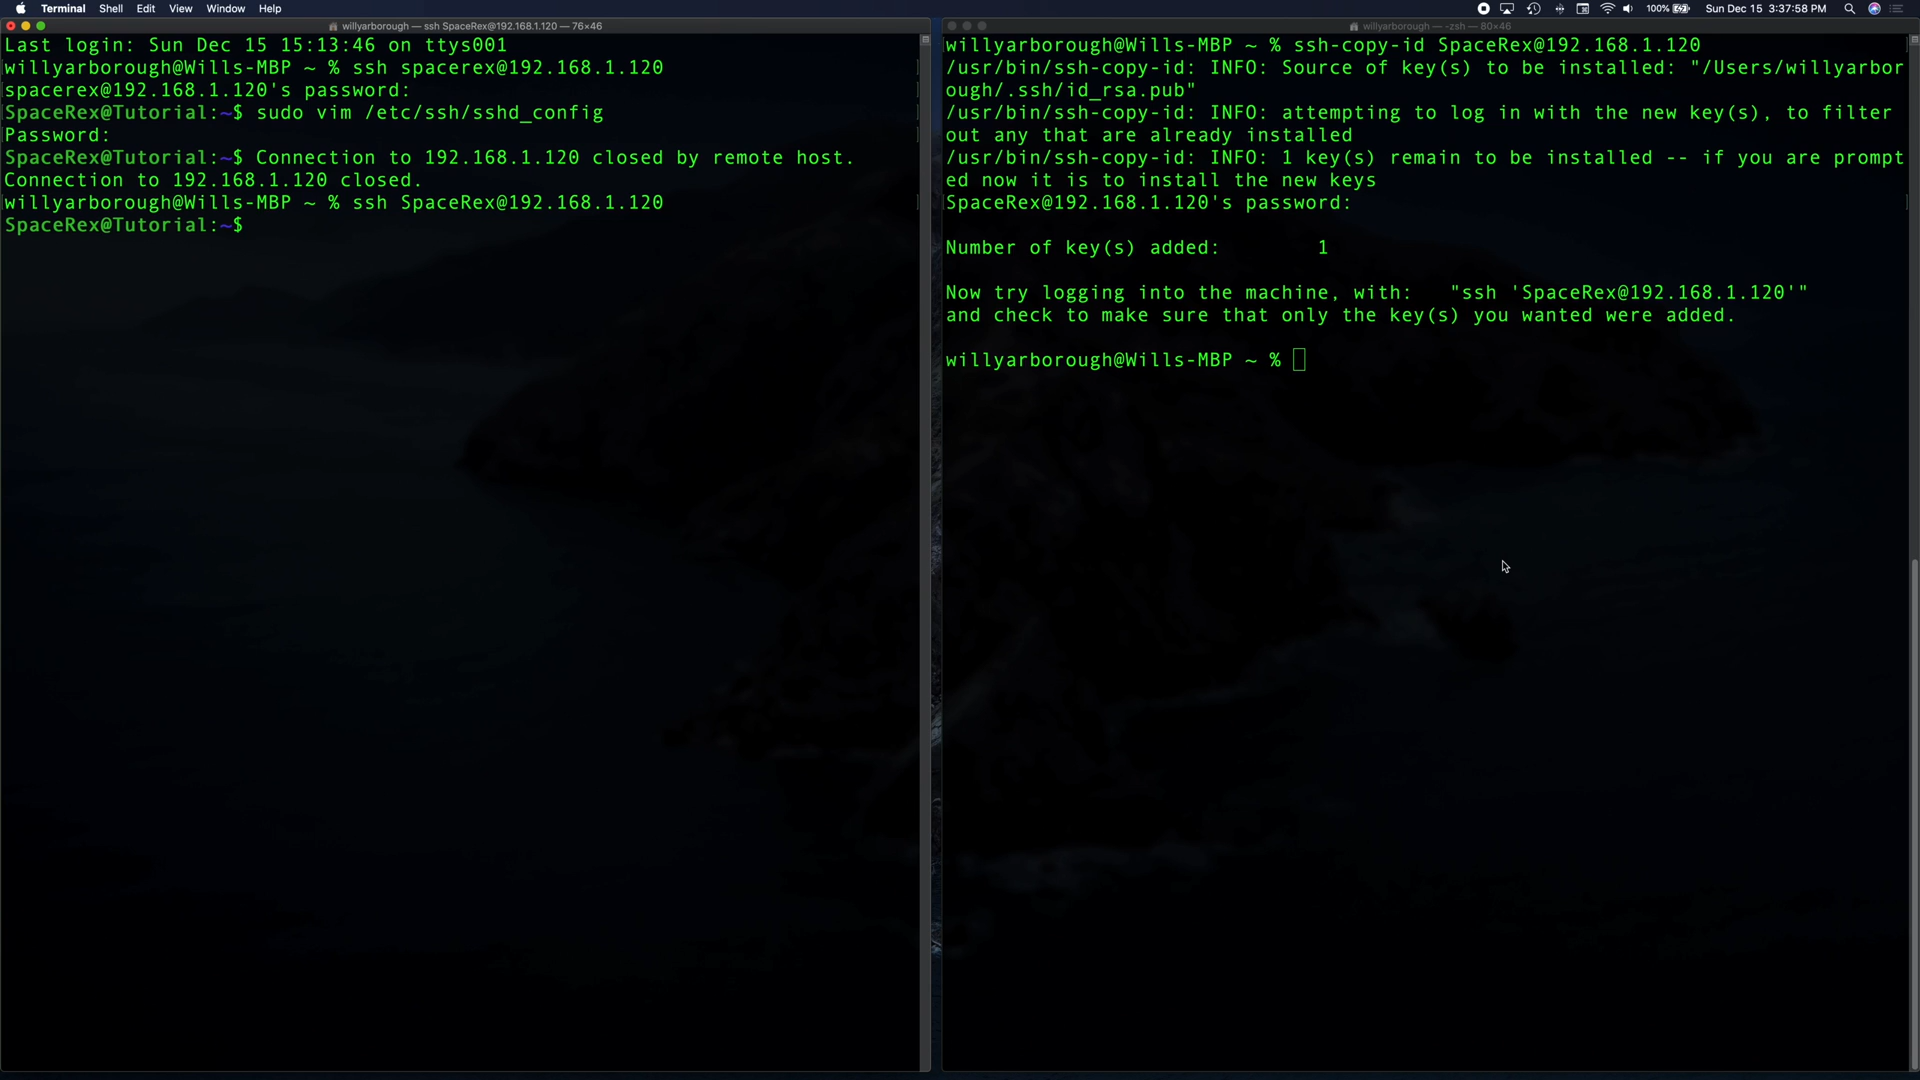 Terminal Shell Edit View Window Help
100% Sun Dec 15 3:37:58 PM
willyarborough — ssh SpaceRex@192.168.1.120 — 76×46
Last login: Sun Dec 15 15:13:46 on ttys001
willyarborough@Wills-MBP ~ % ssh spacerex@192.168.1.120
spacerex@192.168.1.120's password:
SpaceRex@Tutorial:~$ sudo vim /etc/ssh/sshd_config
Password:
SpaceRex@Tutorial:~$ Connection to 192.168.1.120 closed by remote host.
Connection to 192.168.1.120 closed.
willyarborough@Wills-MBP ~ % ssh SpaceRex@192.168.1.120
SpaceRex@Tutorial:~$
willyarborough — -zsh — 80×46
willyarborough@Wills-MBP ~ % ssh-copy-id SpaceRex@192.168.1.120
/usr/bin/ssh-copy-id: INFO: Source of key(s) to be installed: "/Users/willyarbor
ough/.ssh/id_rsa.pub"
/usr/bin/ssh-copy-id: INFO: attempting to log in with the new key(s), to filter
out any that are already installed
/usr/bin/ssh-copy-id: INFO: 1 key(s) remain to be installed -- if you are prompt
ed now it is to install the new keys
SpaceRex@192.168.1.120's password:
Number of key(s) added: 1
Now try logging into the machine, with: "ssh 'SpaceRex@192.168.1.120'"
and check to make sure that only the key(s) you wanted were added.
willyarborough@Wills-MBP ~ %